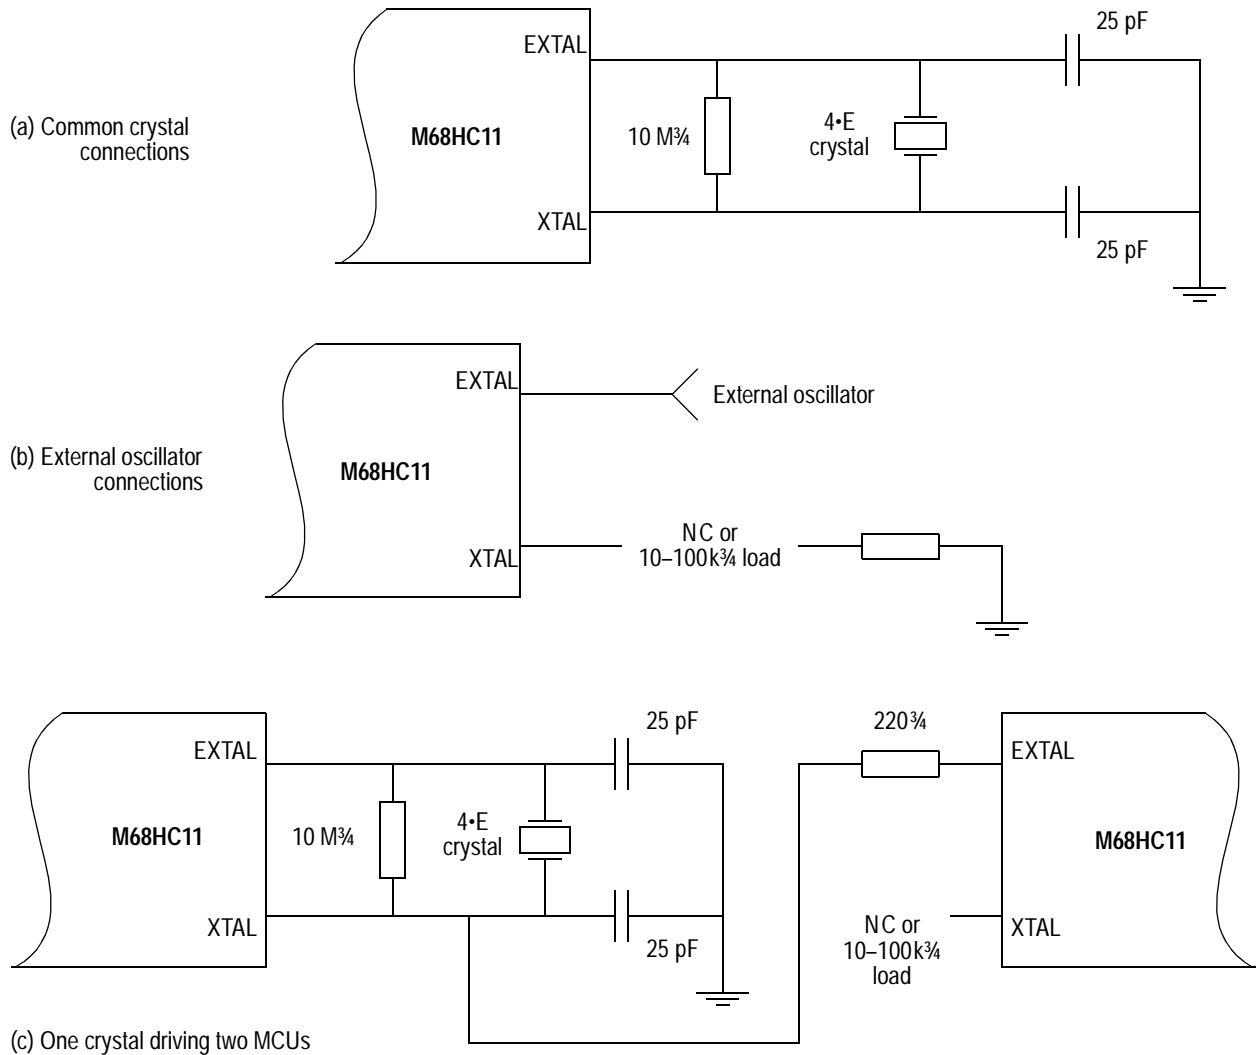 25 pF
EXTAL
(a) Common crystal
connections
M68HC11
10 M¾
4•E
crystal
XTAL
25 pF
EXTAL
External oscillator
(b) External oscillator
connections
M68HC11
NC or
10–100k¾ load
XTAL
25 pF
220¾
EXTAL
EXTAL
M68HC11
10 M¾
4•E
crystal
M68HC11
XTAL
25 pF
NC or
10–100k¾
load
XTAL
(c) One crystal driving two MCUs